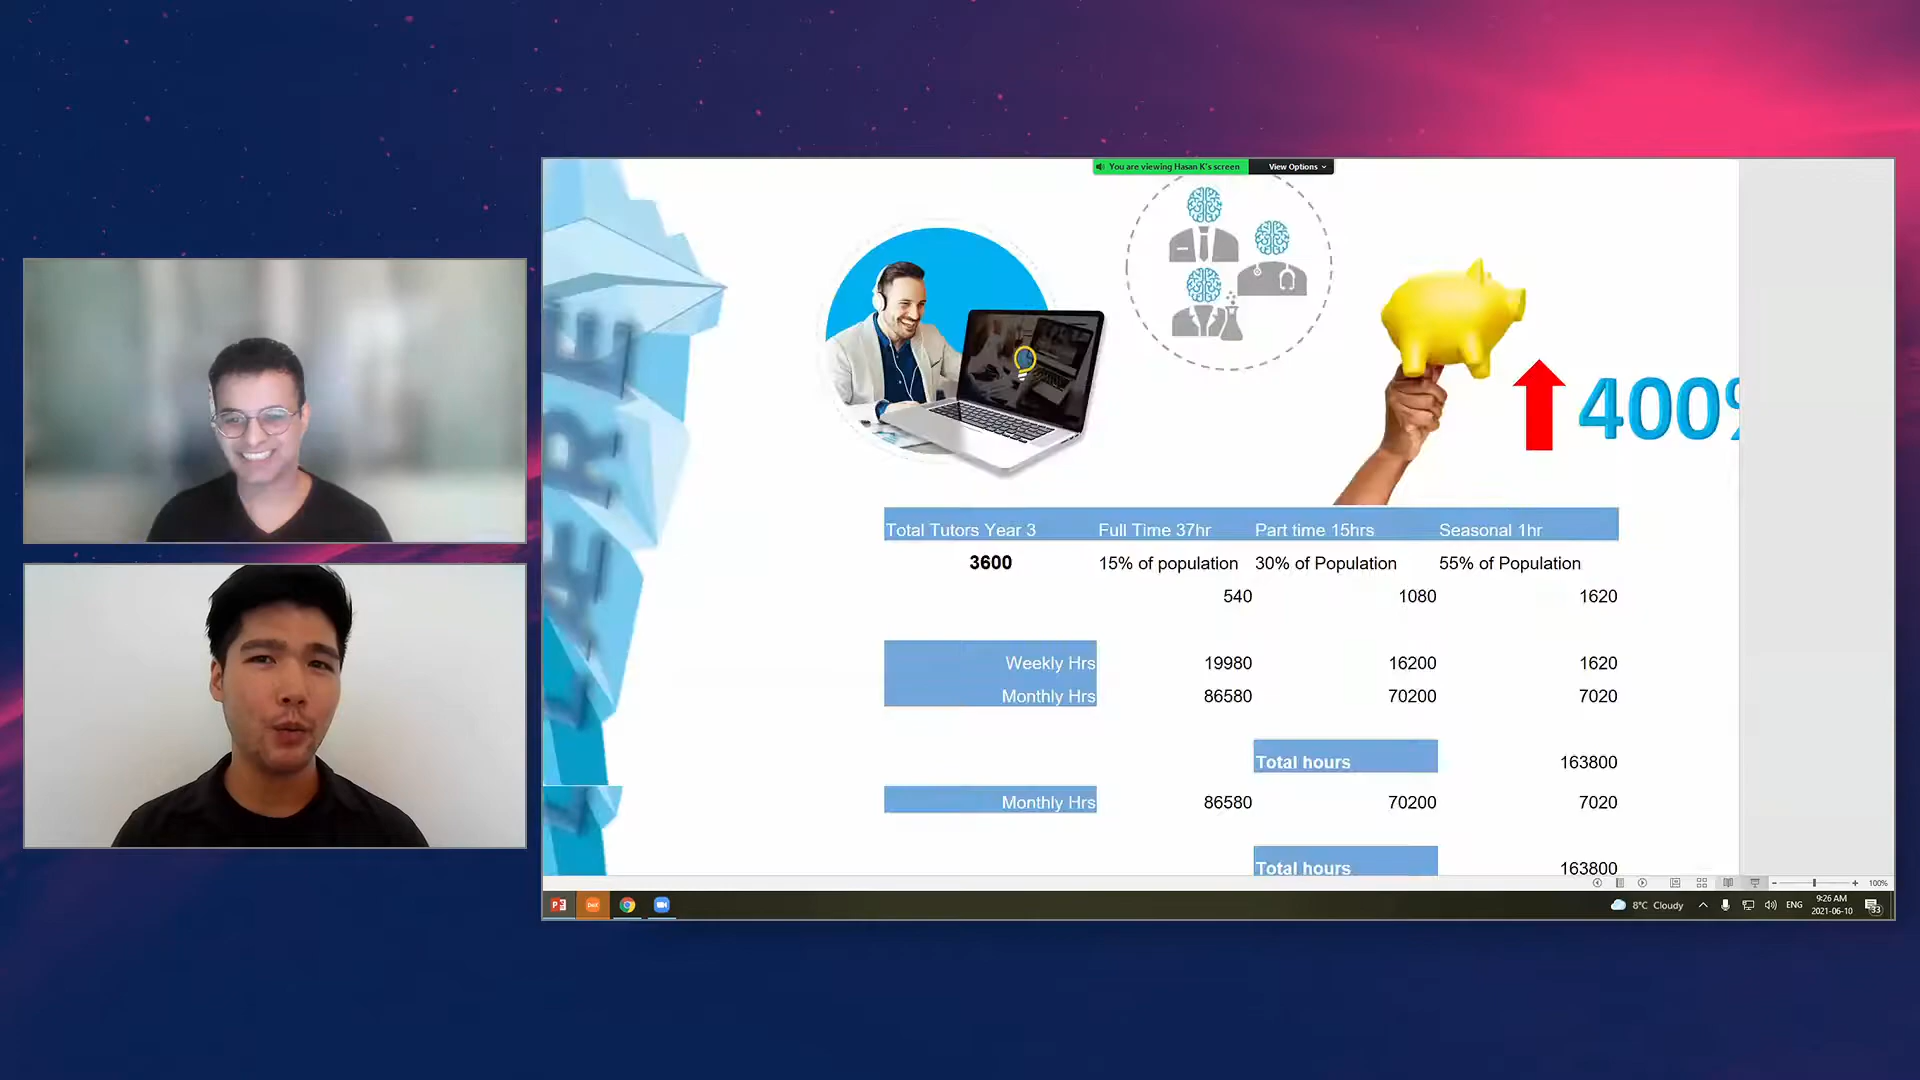 You are viewing Hasan K's screen
View Options
400%
Total Tutors Year 3 Full Time 37hr Part time 15hrs Seasonal 1hr
3600 15% of population 30% of Population 55% of Population
540 1080 1620
Weekly Hrs 19980 16200 1620
Monthly Hrs 86580 70200 7020
Total hours 163800
Monthly Hrs 86580 70200 7020
Total hours 163800
100%
8°C Cloudy ENG 9:26 AM
2021-06-10
33